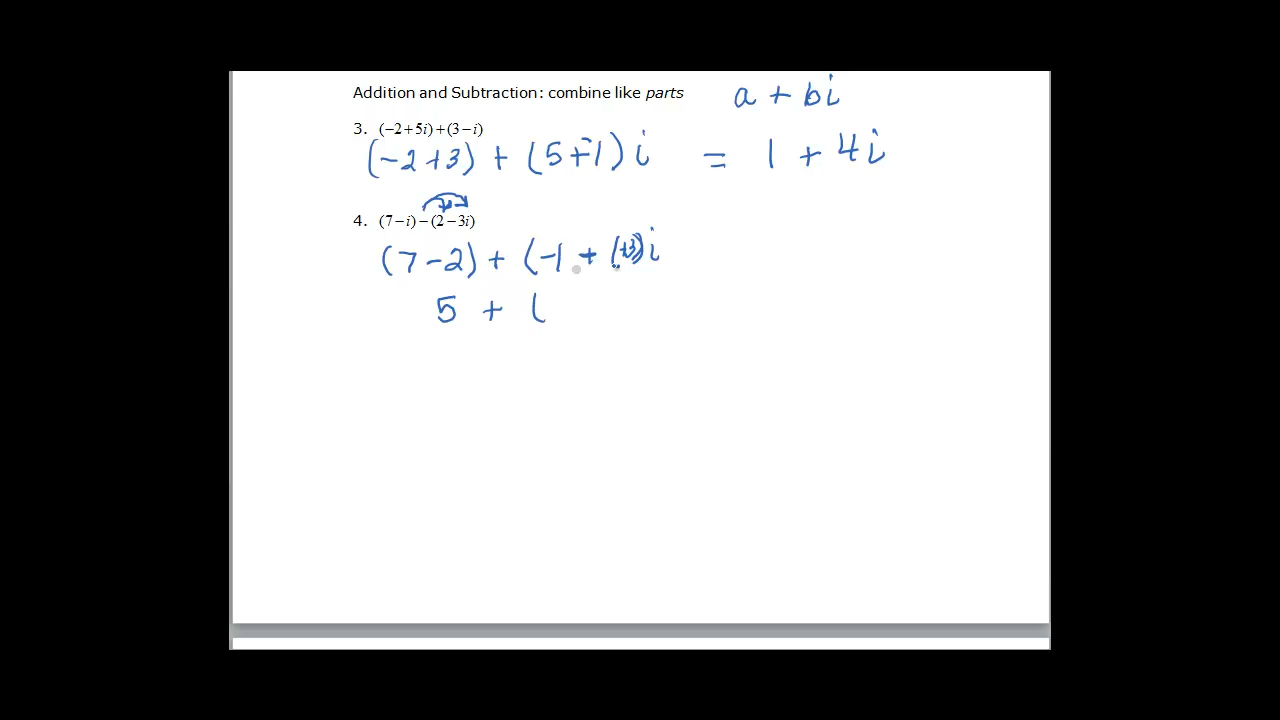 Addition and Subtraction: combine like parts a + bi
3. (−2+5i)+(3−i)
(-2+3) + (5+-1)i = 1 + 4i
4. (7−i)−(2−3i)
(7-2) + (-1 + (+3))i
5 + (